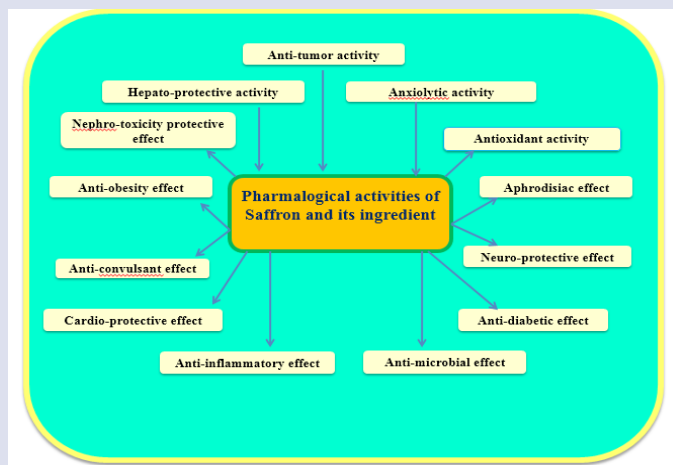 Anti-tumor activity
Hepato-protective activity
Anxiolytic activity
Nephro-toxicity protective
effect
Antioxidant activity
Anti-obesity effect
Pharmalogical activities of
Saffron and its ingredient
Aphrodisiac effect
Anti-convulsant effect
Neuro-protective effect
Cardio-protective effect
Anti-diabetic effect
Anti-inflammatory effect
Anti-microbial effect